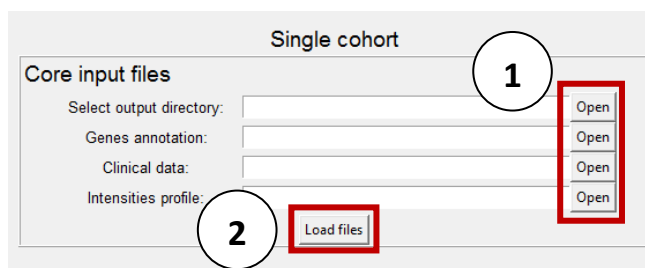 Single cohort
Core input files
1
Select output directory: Open
Genes annotation: Open
Clinical data: Open
Intensities profile: Open
2 Load files